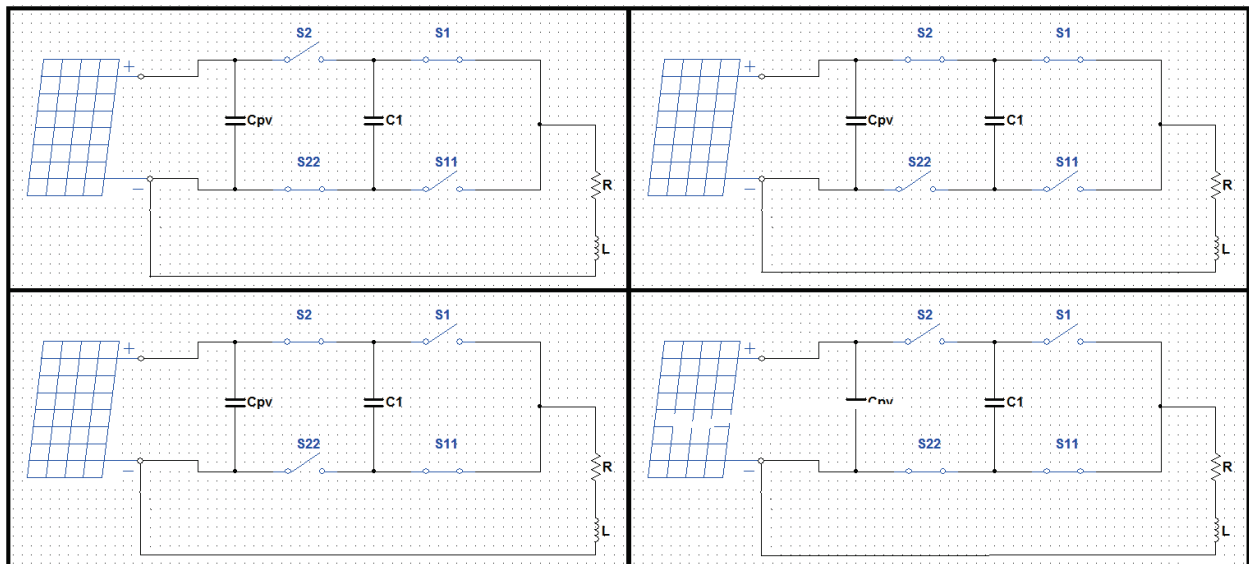 S2 S1
+
Cpv C1
S22 S11
−
R
L
S2 S1
+
Cpv C1
S22 S11
−
R
L
S2 S1
+
Cpv C1
S22 S11
−
R
L
S2 S1
+
C1
S22 S11
−
R
L